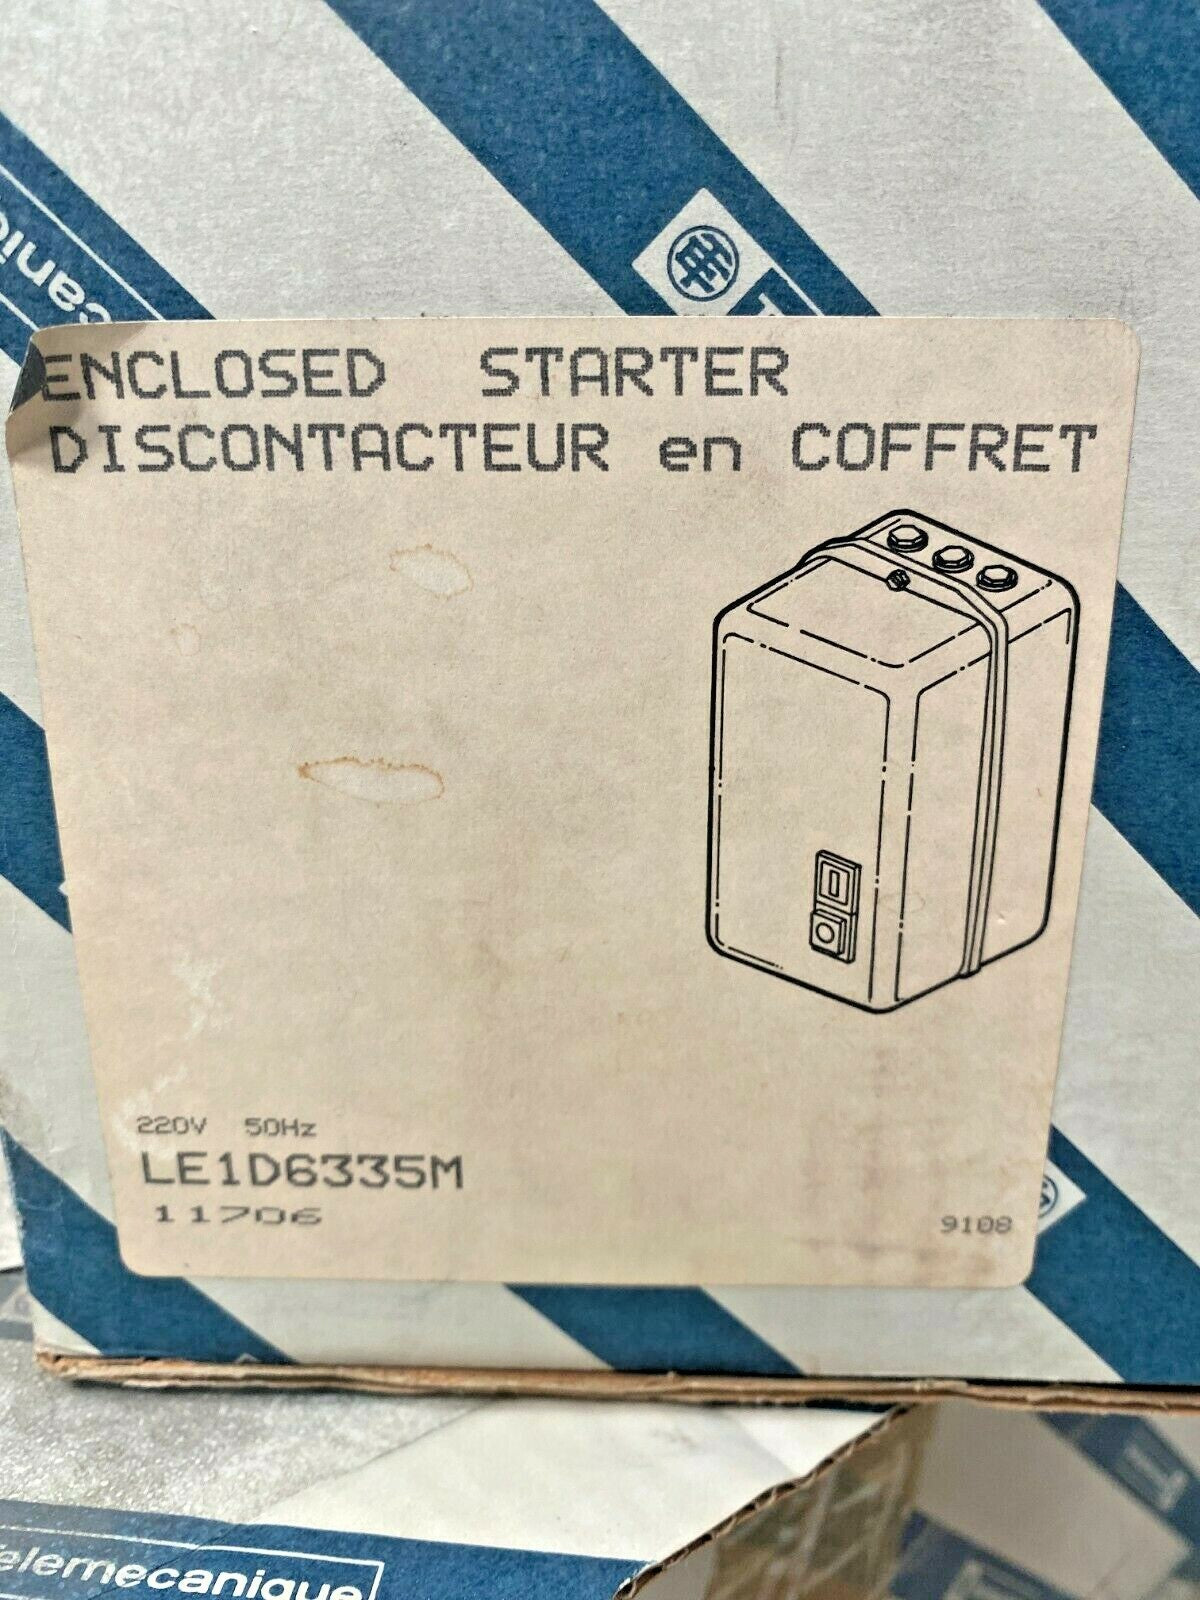 ENCLOSED STARTER
DISCONTACTEUR en COFFRET
220V 50Hz
LE1D6335M
11706
9108
Telemecanique